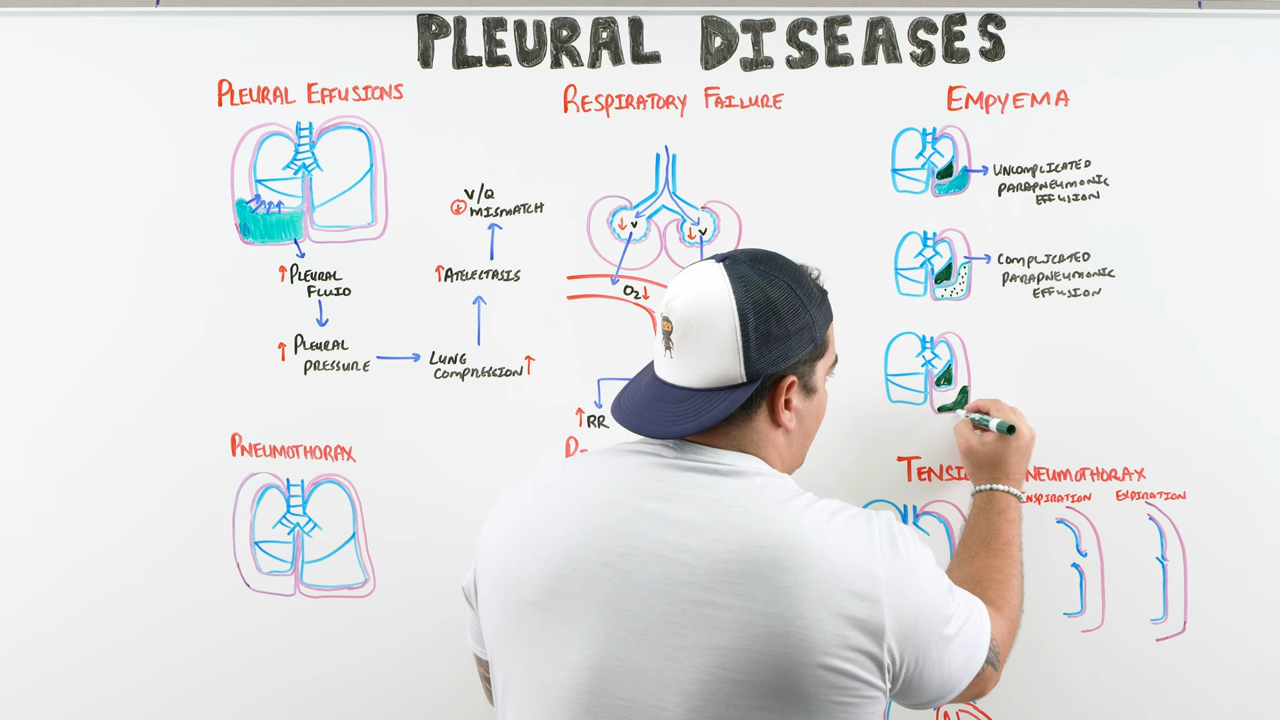 PLEURAL DISEASES
PLEURAL EFFUSIONS
↑ PLEURAL
FLUID
↑ PLEURAL
PRESSURE
LUNG
COMPRESSION ↑
↑ ATELECTASIS
V/Q
↓ MISMATCH
PNEUMOTHORAX
RESPIRATORY FAILURE
↓ V
↓ V
O2 ↓
↑ RR
EMPYEMA
UNCOMPLICATED
PARAPNEUMONIC
EFFUSION
COMPLICATED
PARAPNEUMONIC
EFFUSION
PNEUMOTHORAX
INSPIRATION
EXPIRATION